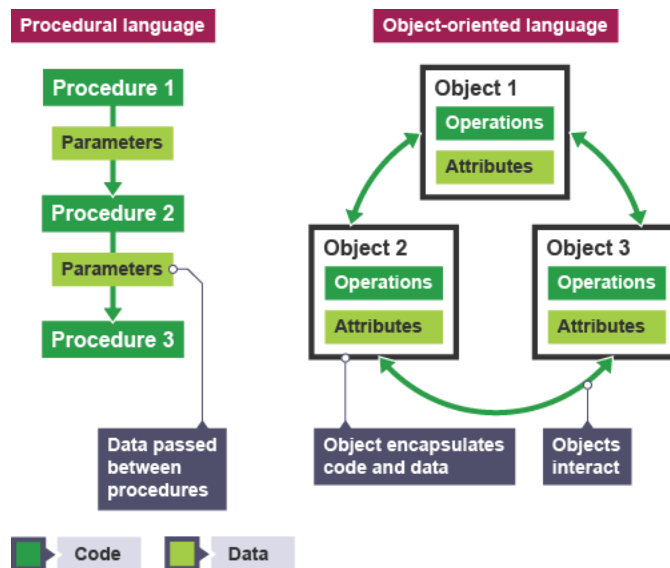 Procedural language
Procedure 1
Parameters
Procedure 2
Parameters
Procedure 3
Data passed
between
procedures
Object-oriented language
Object 1
Operations
Attributes
Object 2
Operations
Attributes
Object 3
Operations
Attributes
Object encapsulates
code and data
Objects
interact
Code
Data